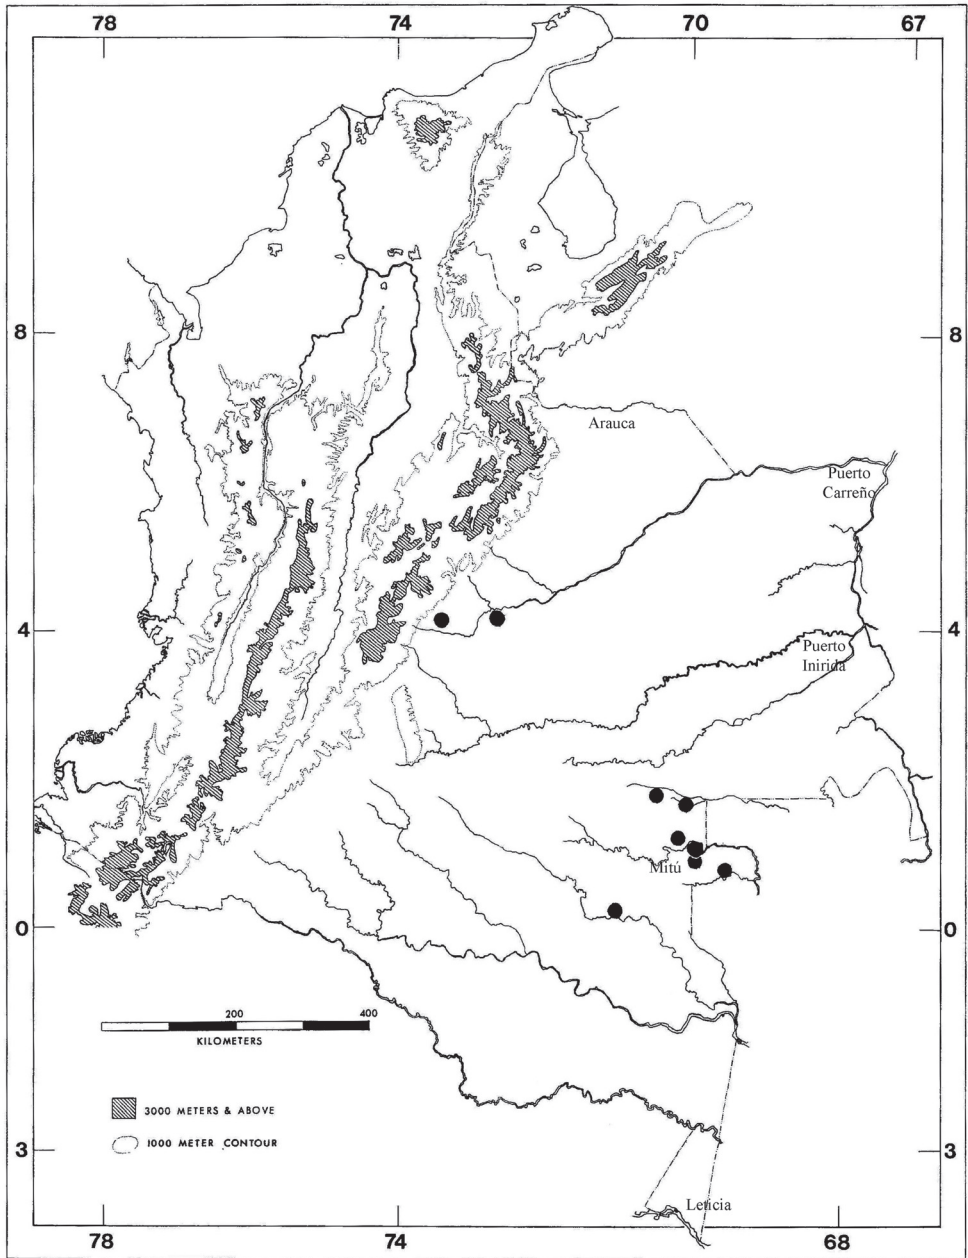 78 74 70 67
8 8
Arauca
Puerto
Carreño
4 4
Puerto
Inirida
Mitú
0 0
200 400
KILOMETERS
3000 METERS & ABOVE
1000 METER CONTOUR
3 3
Leticia
78 74 68